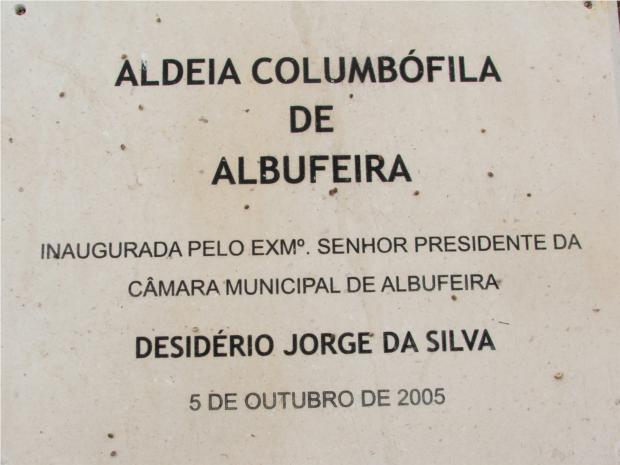 ALDEIA COLUMBÓFILA
DE
ALBUFEIRA
INAUGURADA PELO EXMº. SENHOR PRESIDENTE DA
CÂMARA MUNICIPAL DE ALBUFEIRA
DESIDÉRIO JORGE DA SILVA
5 DE OUTUBRO DE 2005